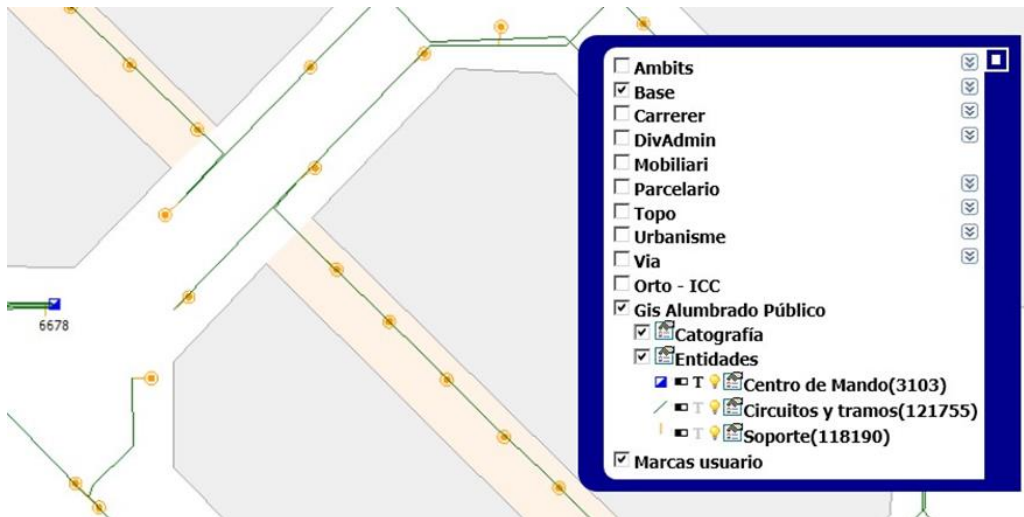 Ambits
Base
Carrerer
DivAdmin
Mobiliari
Parcelario
Topo
Urbanisme
Via
Orto - ICC
Gis Alumbrado Público
Catografía
Entidades
T Centro de Mando(3103)
T Circuitos y tramos(121755)
T Soporte(118190)
Marcas usuario
6678